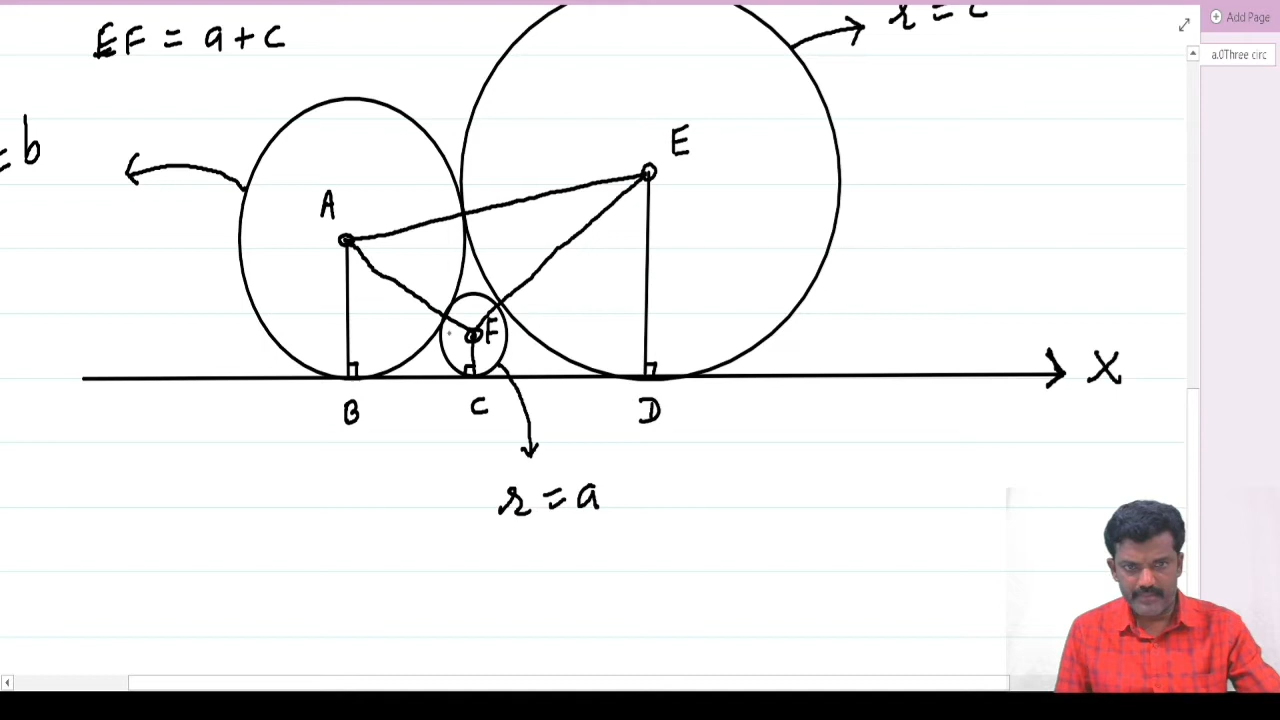 EF = a + c
r = c
= b
A
E
F
B
C
D
X
r = a
Add Page
a.0Three circ